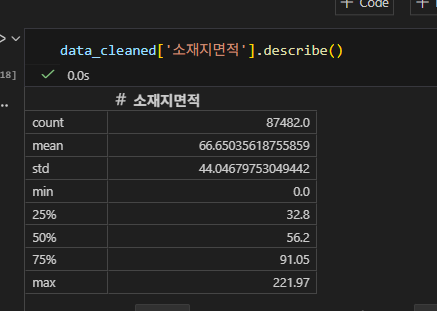 + Code
data_cleaned['소재지면적'].describe()
18]
0.0s
# 소재지면적
count 87482.0
mean 66.65035618755859
std 44.04679753049442
min 0.0
25% 32.8
50% 56.2
75% 91.05
max 221.97